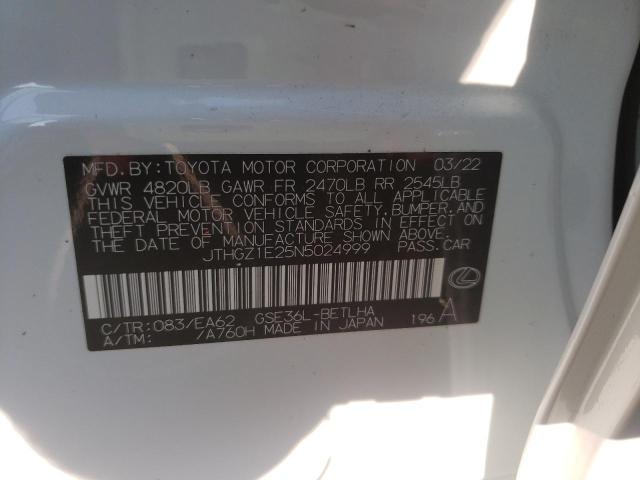 MFD. BY: TOYOTA MOTOR CORPORATION 03/22
GVWR 4820LB GAWR FR 2470LB RR 2545LB
THIS VEHICLE CONFORMS TO ALL APPLICABLE
FEDERAL MOTOR VEHICLE SAFETY, BUMPER, AND
THEFT PREVENTION STANDARDS IN EFFECT ON
THE DATE OF MANUFACTURE SHOWN ABOVE.
JTHGZ1E25N5024999 PASS. CAR
C/TR: 083/EA62 GSE36L-BETLHA
A/TM: /A760H MADE IN JAPAN 196 A